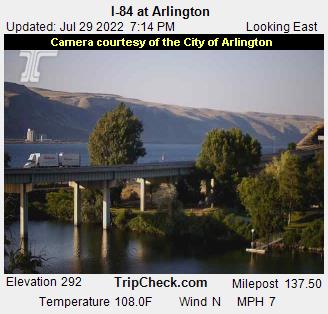 I-84 at Arlington
Updated: Jul 29 2022 7:14 PM Looking East
Camera courtesy of the City of Arlington
Elevation 292 TripCheck.com Milepost 137.50
Temperature 108.0F Wind N MPH 7